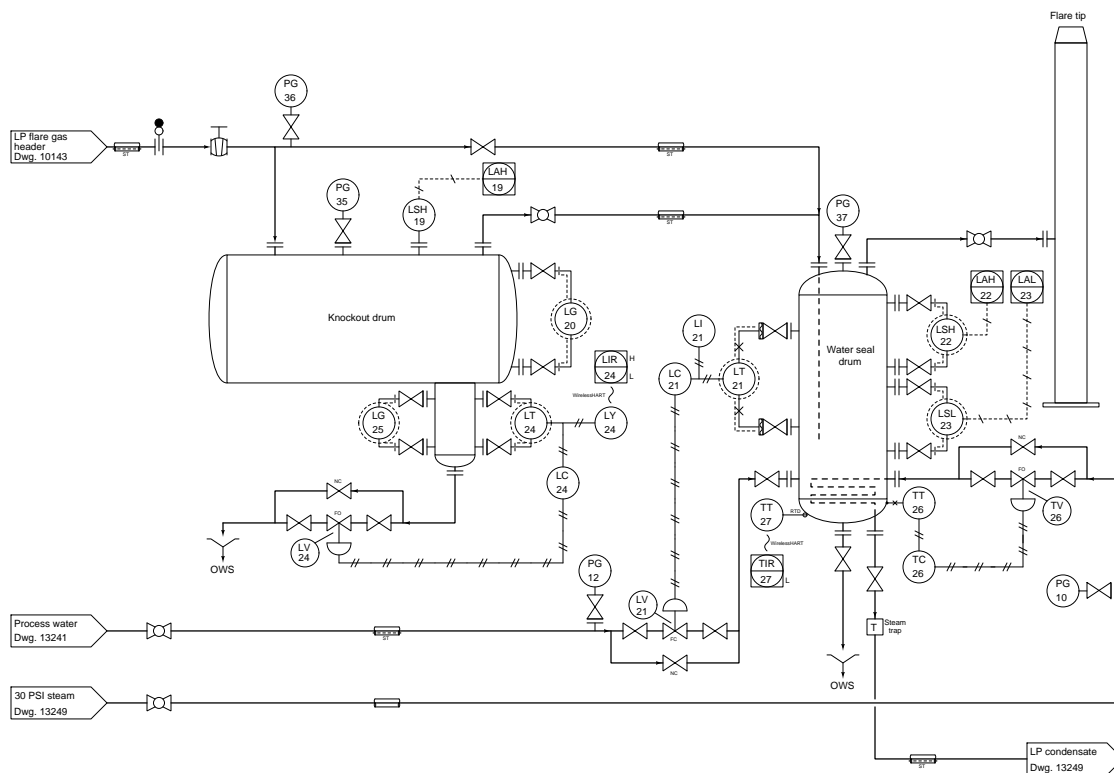 Flare tip
PG
36
LP flare gas
header
Dwg. 10143
ST
ST
LAH
19
PG
35
LSH
19
PG
37
ST
LAH
22
LAL
23
Knockout drum
LG
20
LI
21
LSH
22
Water seal
drum
LIR
24
H
L
LC
21
LT
21
WirelessHART
LG
25
LT
24
LY
24
LSL
23
NC
LC
24
FO
NC
TT
26
TV
26
FO
TT
27
RTD
LV
24
WirelessHART
OWS
TC
26
PG
12
TIR
27
L
PG
10
LV
21
Process water
Dwg. 13241
ST
FC
T
Steam
trap
NC
OWS
30 PSI steam
Dwg. 13249
LP condensate
Dwg. 13249
ST